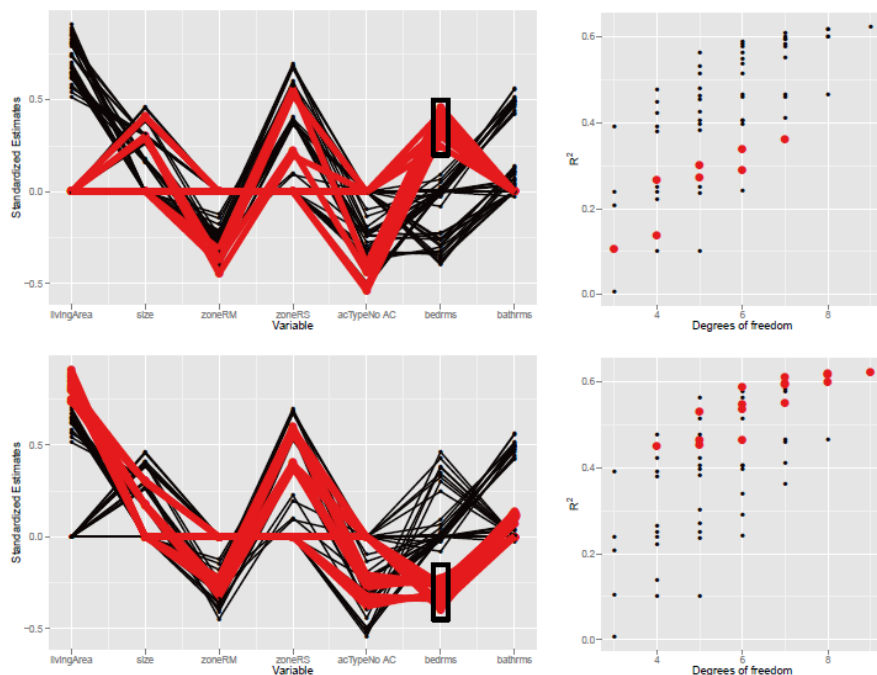 0.5
0.0
-0.5
Standardized Estimates
livingArea size zoneRM zoneRS acTypeNo AC bedrms bathrms
Variable
0.6
0.4
0.2
0.0
R²
4 6 8
Degrees of freedom
0.5
0.0
-0.5
Standardized Estimates
livingArea size zoneRM zoneRS acTypeNo AC bedrms bathrms
Variable
0.6
0.4
0.2
0.0
R²
4 6 8
Degrees of freedom